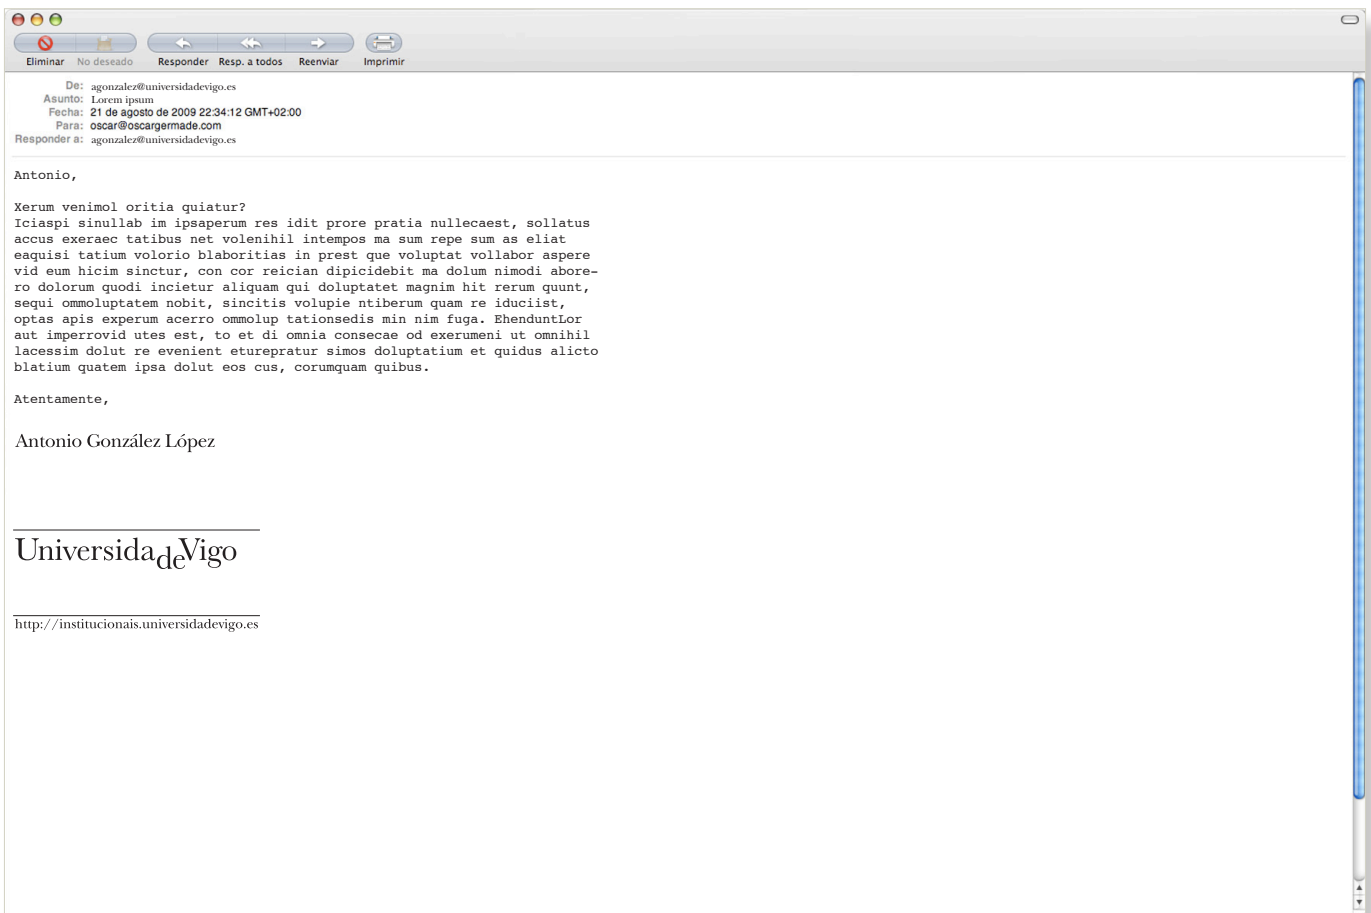 Eliminar No deseado Responder Resp. a todos Reenviar Imprimir
De: agonzalez@universidadevigo.es
Asunto: Lorem ipsum
Fecha: 21 de agosto de 2009 22:34:12 GMT+02:00
Para: oscar@oscargermade.com
Responder a: agonzalez@universidadevigo.es
Antonio,
Xerum venimol oritia quiatur?
Iciaspi sinullab im ipsaperum res idit prore pratia nullecaest, sollatus
accus exeraec tatibus net volenihil intempos ma sum repe sum as eliat
eaquisi tatium volorio blaboritias in prest que voluptat vollabor aspere
vid eum hicim sinctur, con cor reician dipicidebit ma dolum nimodi abore-
ro dolorum quodi incietur aliquam qui doluptatet magnim hit rerum quunt,
sequi ommoluptatem nobit, sincitis volupie ntiberum quam re iduciist,
optas apis experum acerro ommolup tationsedis min nim fuga. EhenduntLor
aut imperrovid utes est, to et di omnia consecae od exerumeni ut omnihil
lacessim dolut re evenient eturepratur simos doluptatium et quidus alicto
blatium quatem ipsa dolut eos cus, corumquam quibus.
Atentamente,
Antonio González López
UniversidadeVigo
http://institucionais.universidadevigo.es